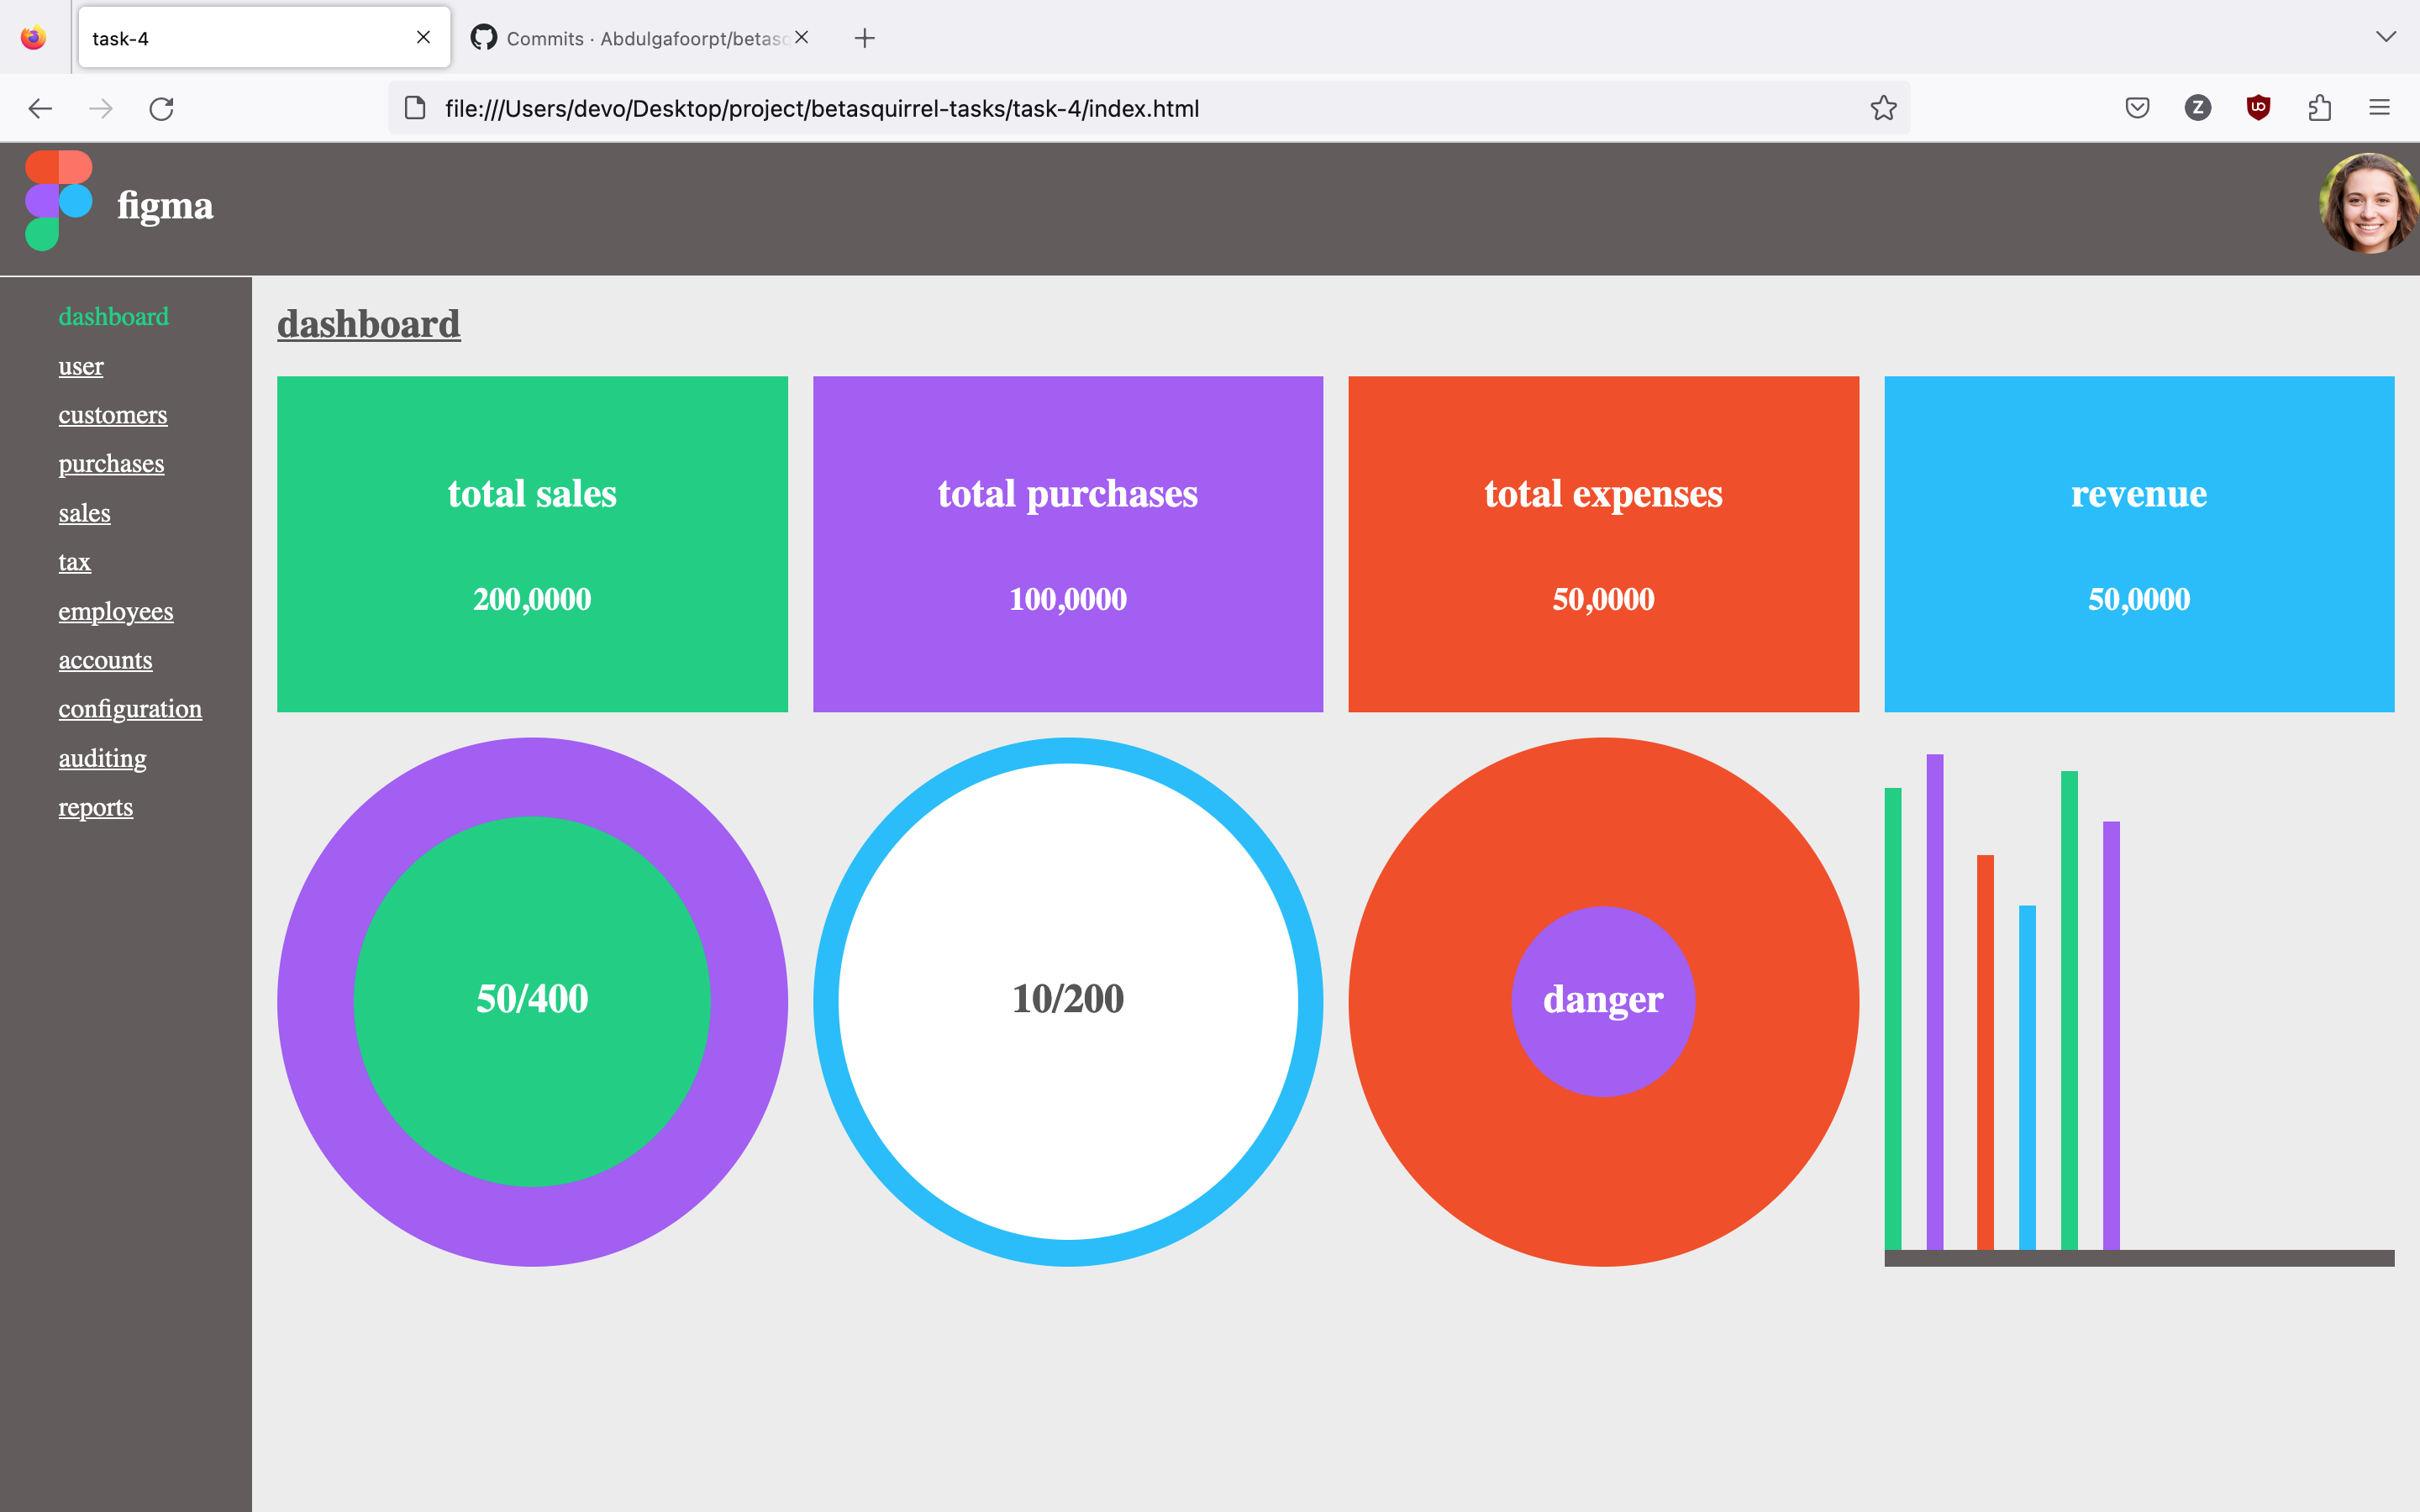 task-4
Commits · Abdulgafoorpt/betasq
file:///Users/devo/Desktop/project/betasquirrel-tasks/task-4/index.html
Z
figma
dashboard
user
customers
purchases
sales
tax
employees
accounts
configuration
auditing
reports
dashboard
total sales
200,0000
total purchases
100,0000
total expenses
50,0000
revenue
50,0000
50/400
10/200
danger